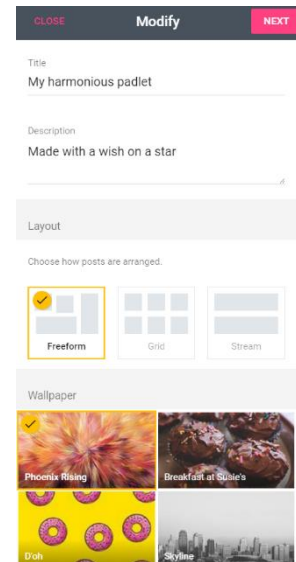 CLOSE Modify NEXT
Title
My harmonious padlet
Description
Made with a wish on a star
Layout
Choose how posts are arranged.
Freeform Grid Stream
Wallpaper
Phoenix Rising Breakfast at Susie's
D'oh Skyline